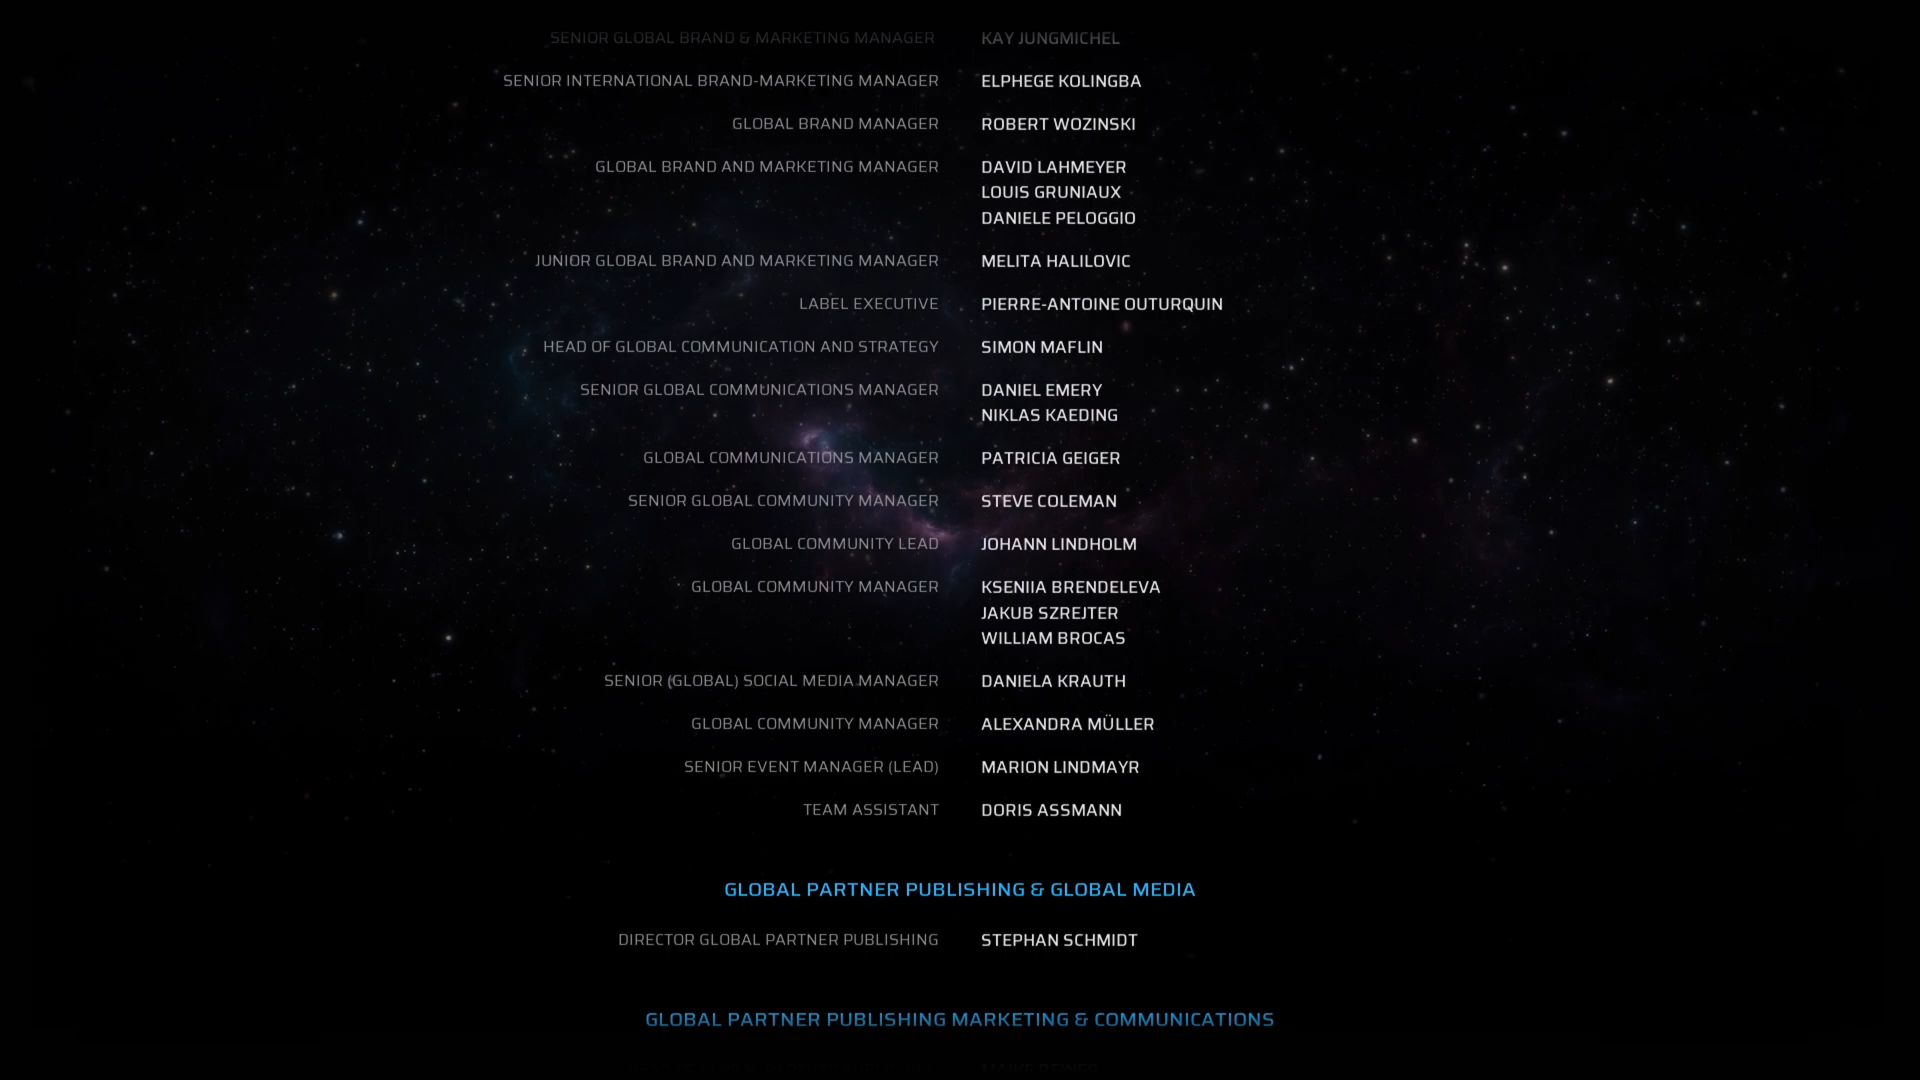 SENIOR GLOBAL BRAND & MARKETING MANAGER KAY JUNGMICHEL
SENIOR INTERNATIONAL BRAND-MARKETING MANAGER ELPHEGE KOLINGBA
GLOBAL BRAND MANAGER ROBERT WOZINSKI
GLOBAL BRAND AND MARKETING MANAGER DAVID LAHMEYER
LOUIS GRUNIAUX
DANIELE PELOGGIO
JUNIOR GLOBAL BRAND AND MARKETING MANAGER MELITA HALILOVIC
LABEL EXECUTIVE PIERRE-ANTOINE OUTURQUIN
HEAD OF GLOBAL COMMUNICATION AND STRATEGY SIMON MAFLIN
SENIOR GLOBAL COMMUNICATIONS MANAGER DANIEL EMERY
NIKLAS KAEDING
GLOBAL COMMUNICATIONS MANAGER PATRICIA GEIGER
SENIOR GLOBAL COMMUNITY MANAGER STEVE COLEMAN
GLOBAL COMMUNITY LEAD JOHANN LINDHOLM
GLOBAL COMMUNITY MANAGER KSENIIA BRENDELEVA
JAKUB SZREJTER
WILLIAM BROCAS
SENIOR (GLOBAL) SOCIAL MEDIA MANAGER DANIELA KRAUTH
GLOBAL COMMUNITY MANAGER ALEXANDRA MÜLLER
SENIOR EVENT MANAGER (LEAD) MARION LINDMAYR
TEAM ASSISTANT DORIS ASSMANN
GLOBAL PARTNER PUBLISHING & GLOBAL MEDIA
DIRECTOR GLOBAL PARTNER PUBLISHING STEPHAN SCHMIDT
GLOBAL PARTNER PUBLISHING MARKETING & COMMUNICATIONS